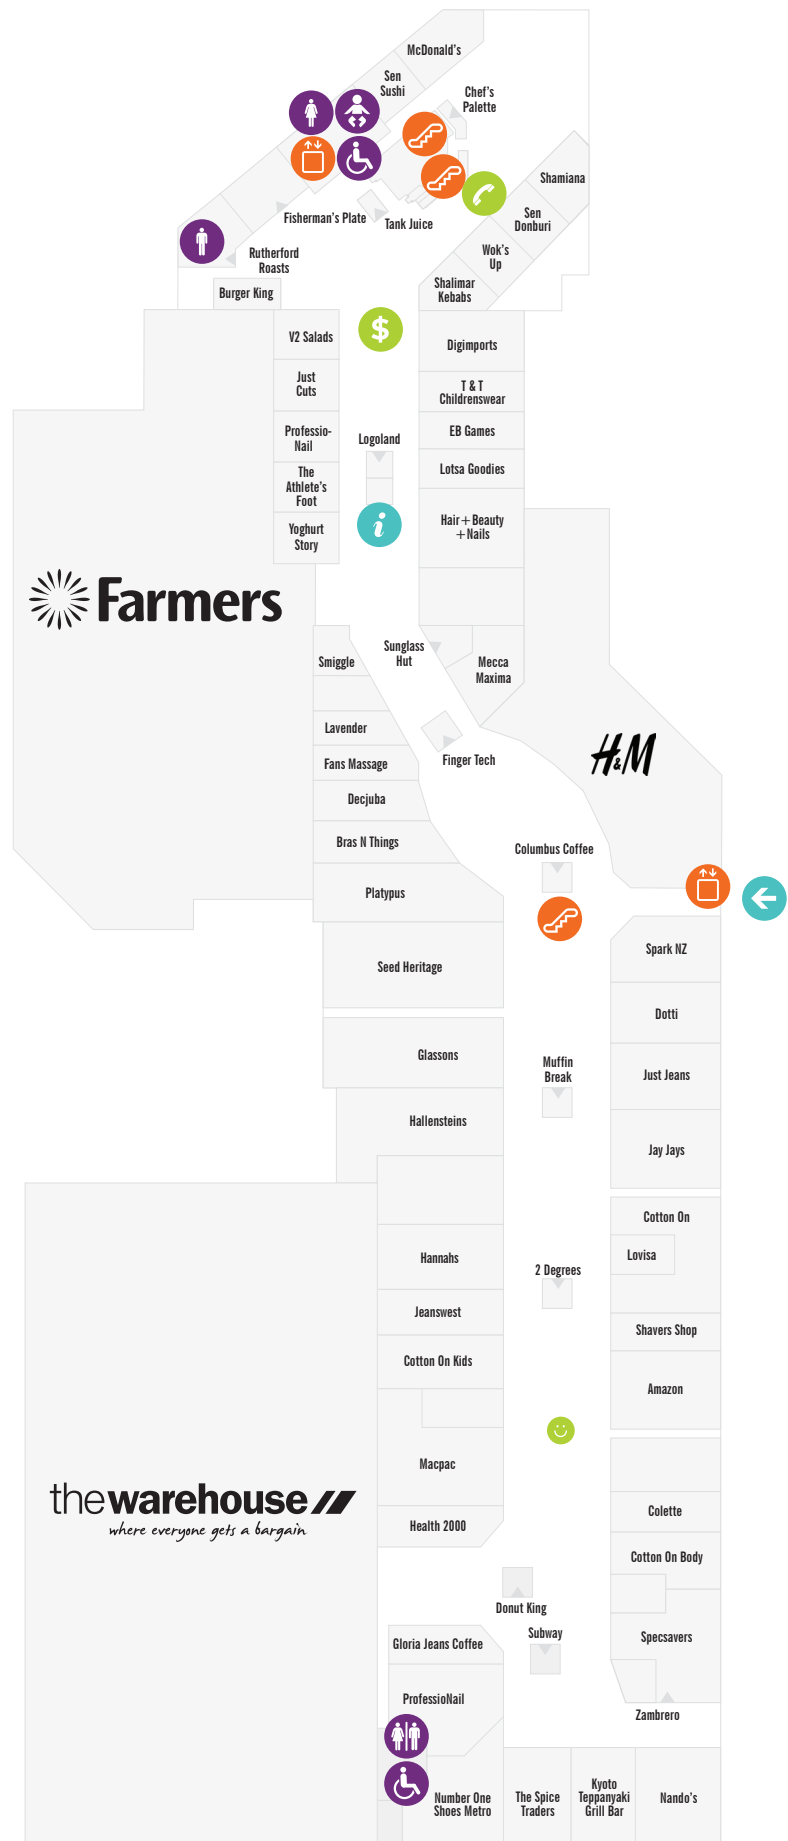 McDonald's
Sen
Sushi
Chef's
Palette
Shamiana
Sen
Donburi
Fisherman's Plate
Tank Juice
Wok's
Up
Rutherford
Roasts
Shalimar
Kebabs
Burger King
$
V2 Salads
Digimports
Just
Cuts
T & T
Childrenswear
Professio-
Nail
Logoland
EB Games
The
Athlete's
Foot
Lotsa Goodies
Yoghurt
Story
i
Hair+Beauty
+Nails
Farmers
Smiggle
Sunglass
Hut
Mecca
Maxima
Lavender
Finger Tech
H&M
Fans Massage
Decjuba
Bras N Things
Columbus Coffee
Platypus
Spark NZ
Seed Heritage
Dotti
Glassons
Muffin
Break
Just Jeans
Hallensteins
Jay Jays
Cotton On
Hannahs
2 Degrees
Lovisa
Jeanswest
Shavers Shop
Cotton On Kids
Amazon
Macpac
thewarehouse
where everyone gets a bargain
Health 2000
Colette
Cotton On Body
Donut King
Subway
Gloria Jeans Coffee
Specsavers
ProfessioNail
Zambrero
Number One
Shoes Metro
The Spice
Traders
Kyoto
Teppanyaki
Grill Bar
Nando's